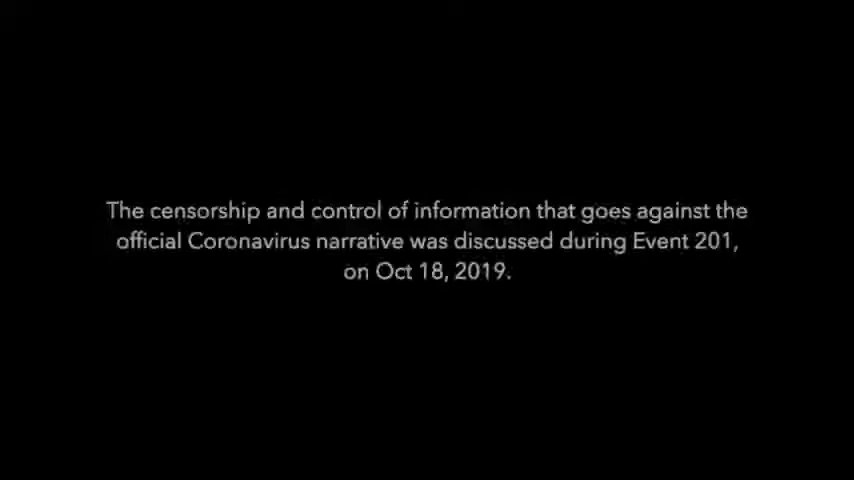 The censorship and control of information that goes against the
official Coronavirus narrative was discussed during Event 201,
on Oct 18, 2019.